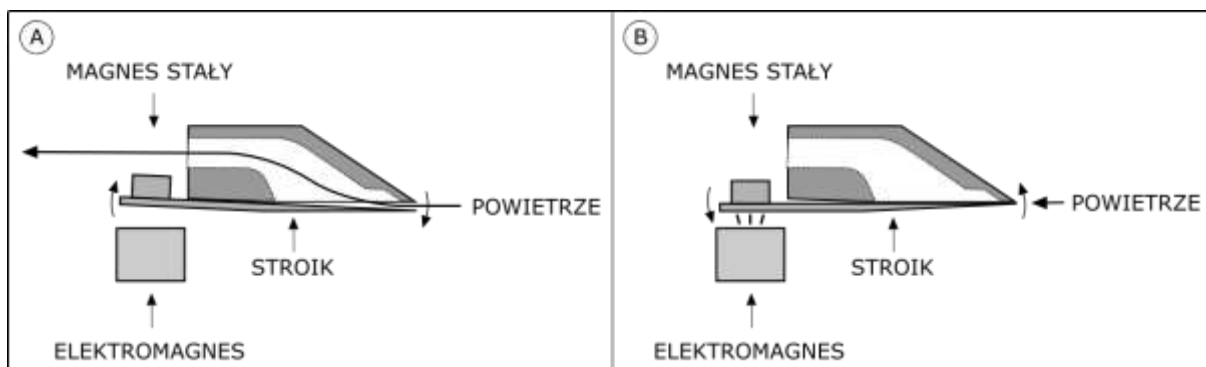 A
MAGNES STAŁY
POWIETRZE
STROIK
ELEKTROMAGNES
B
MAGNES STAŁY
POWIETRZE
STROIK
ELEKTROMAGNES